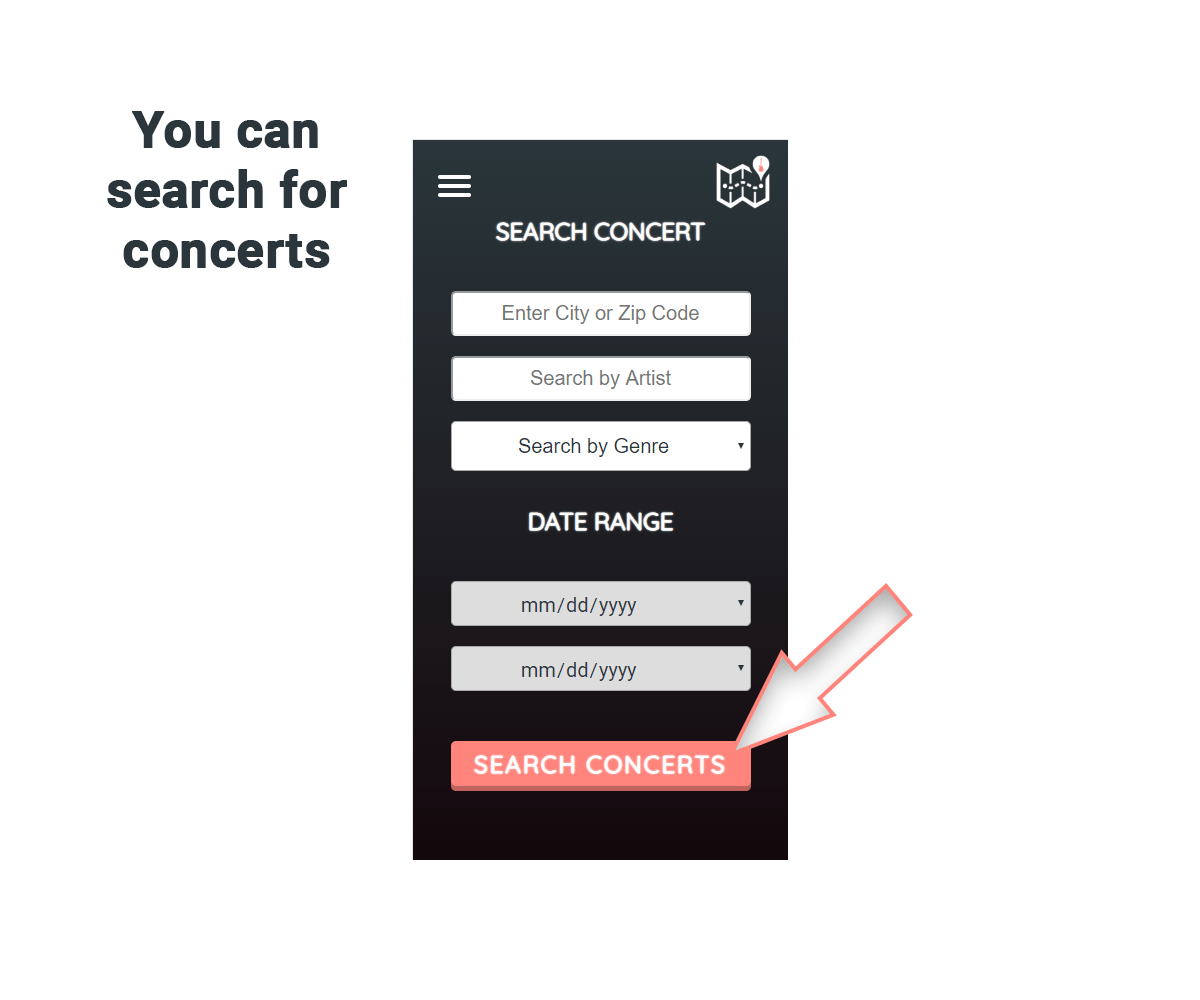 You can
search for
concerts
SEARCH CONCERT
Enter City or Zip Code
Search by Artist
Search by Genre
DATE RANGE
mm/dd/yyyy
mm/dd/yyyy
SEARCH CONCERTS